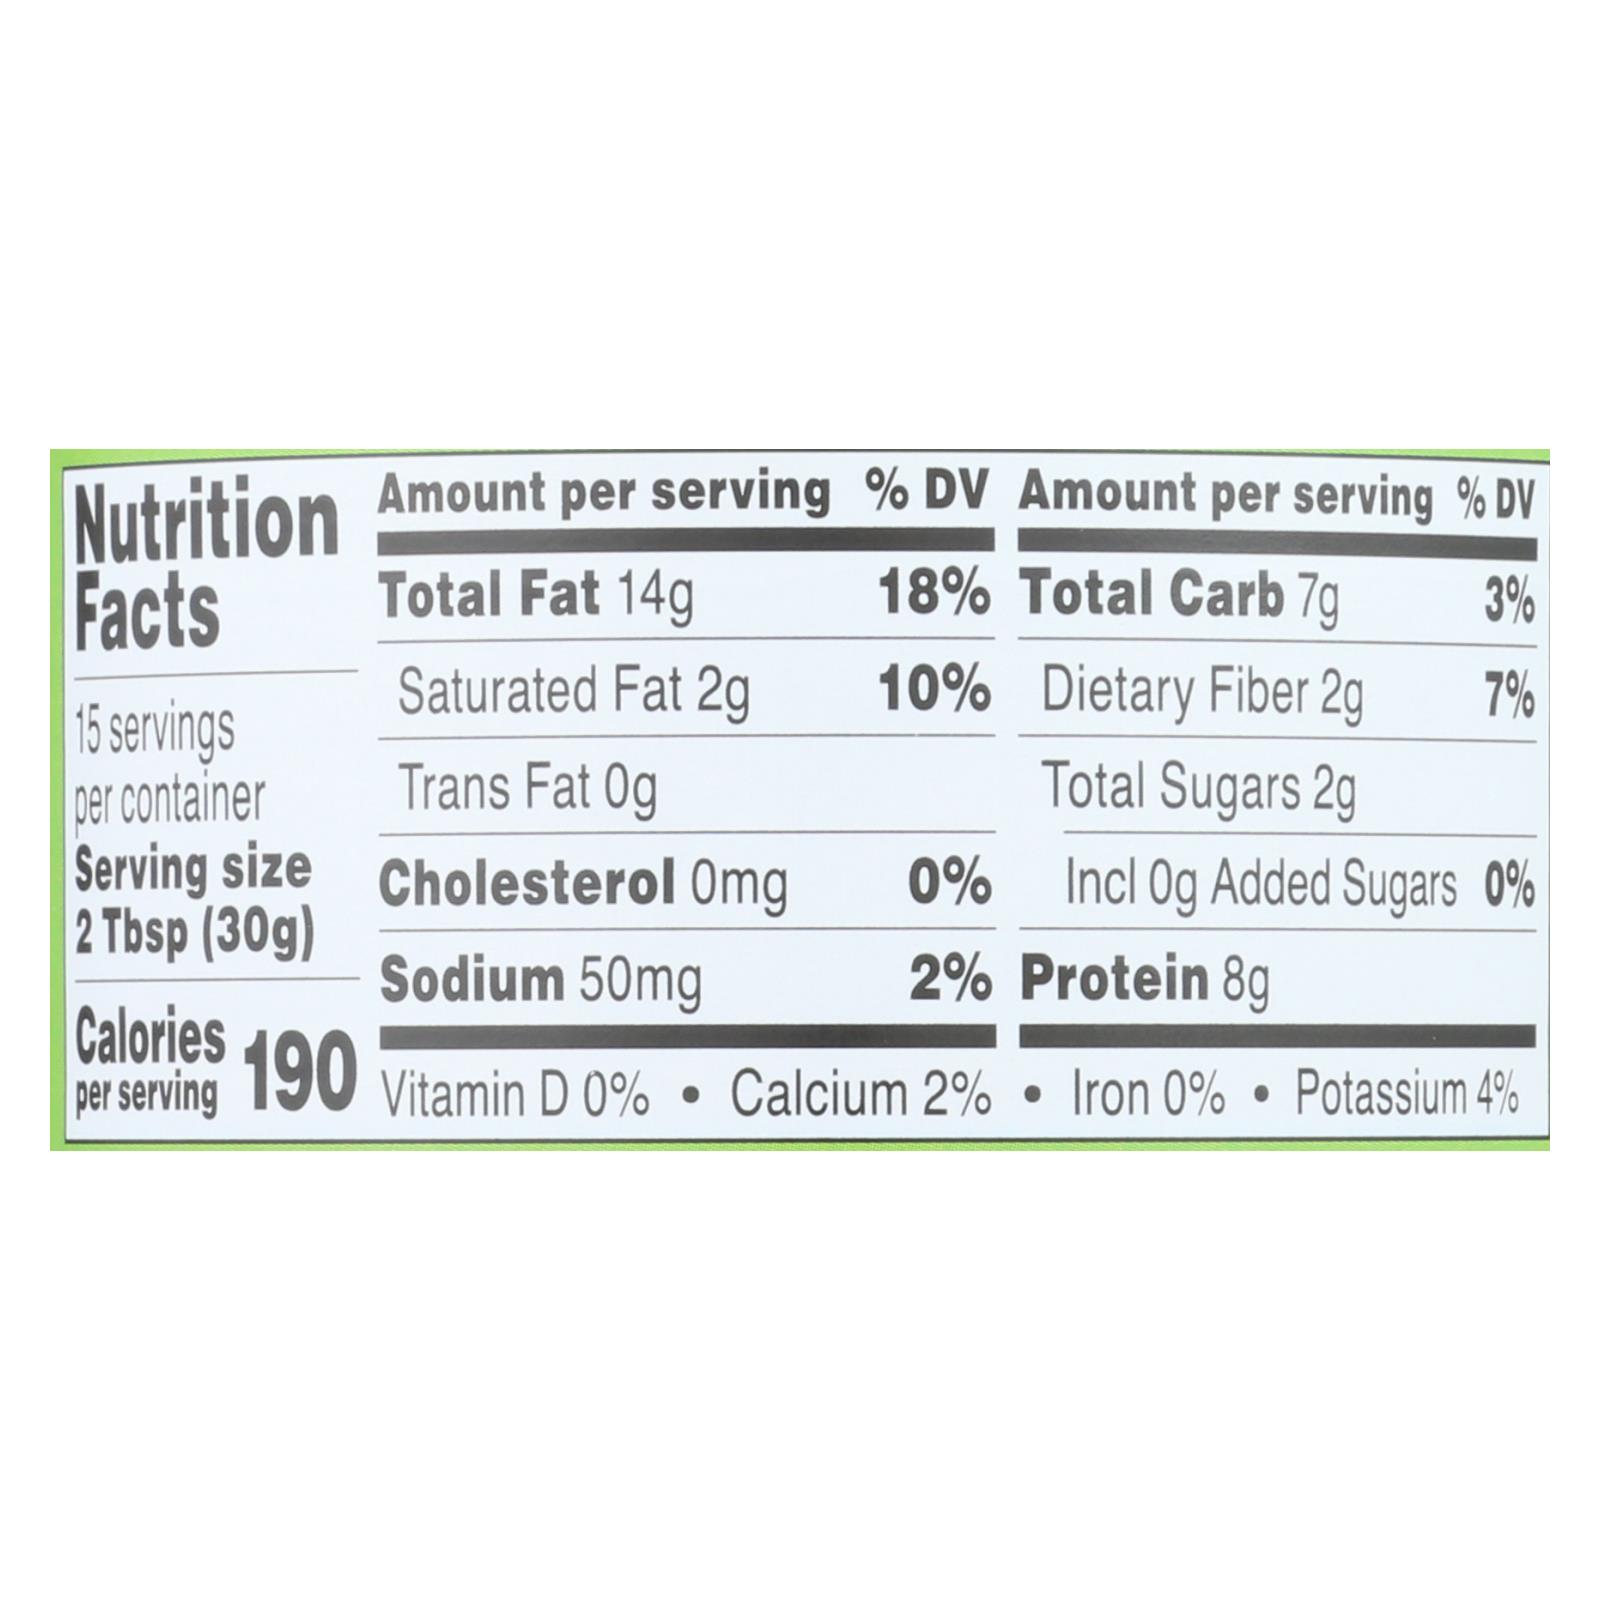 Nutrition
Facts
15 servings
per container
Serving size
2 Tbsp (30g)
Calories
per serving 190
Amount per serving % DV
Total Fat 14g 18%
Saturated Fat 2g 10%
Trans Fat 0g
Cholesterol 0mg 0%
Sodium 50mg 2%
Amount per serving % DV
Total Carb 7g 3%
Dietary Fiber 2g 7%
Total Sugars 2g
Incl 0g Added Sugars 0%
Protein 8g
Vitamin D 0% • Calcium 2% • Iron 0% • Potassium 4%